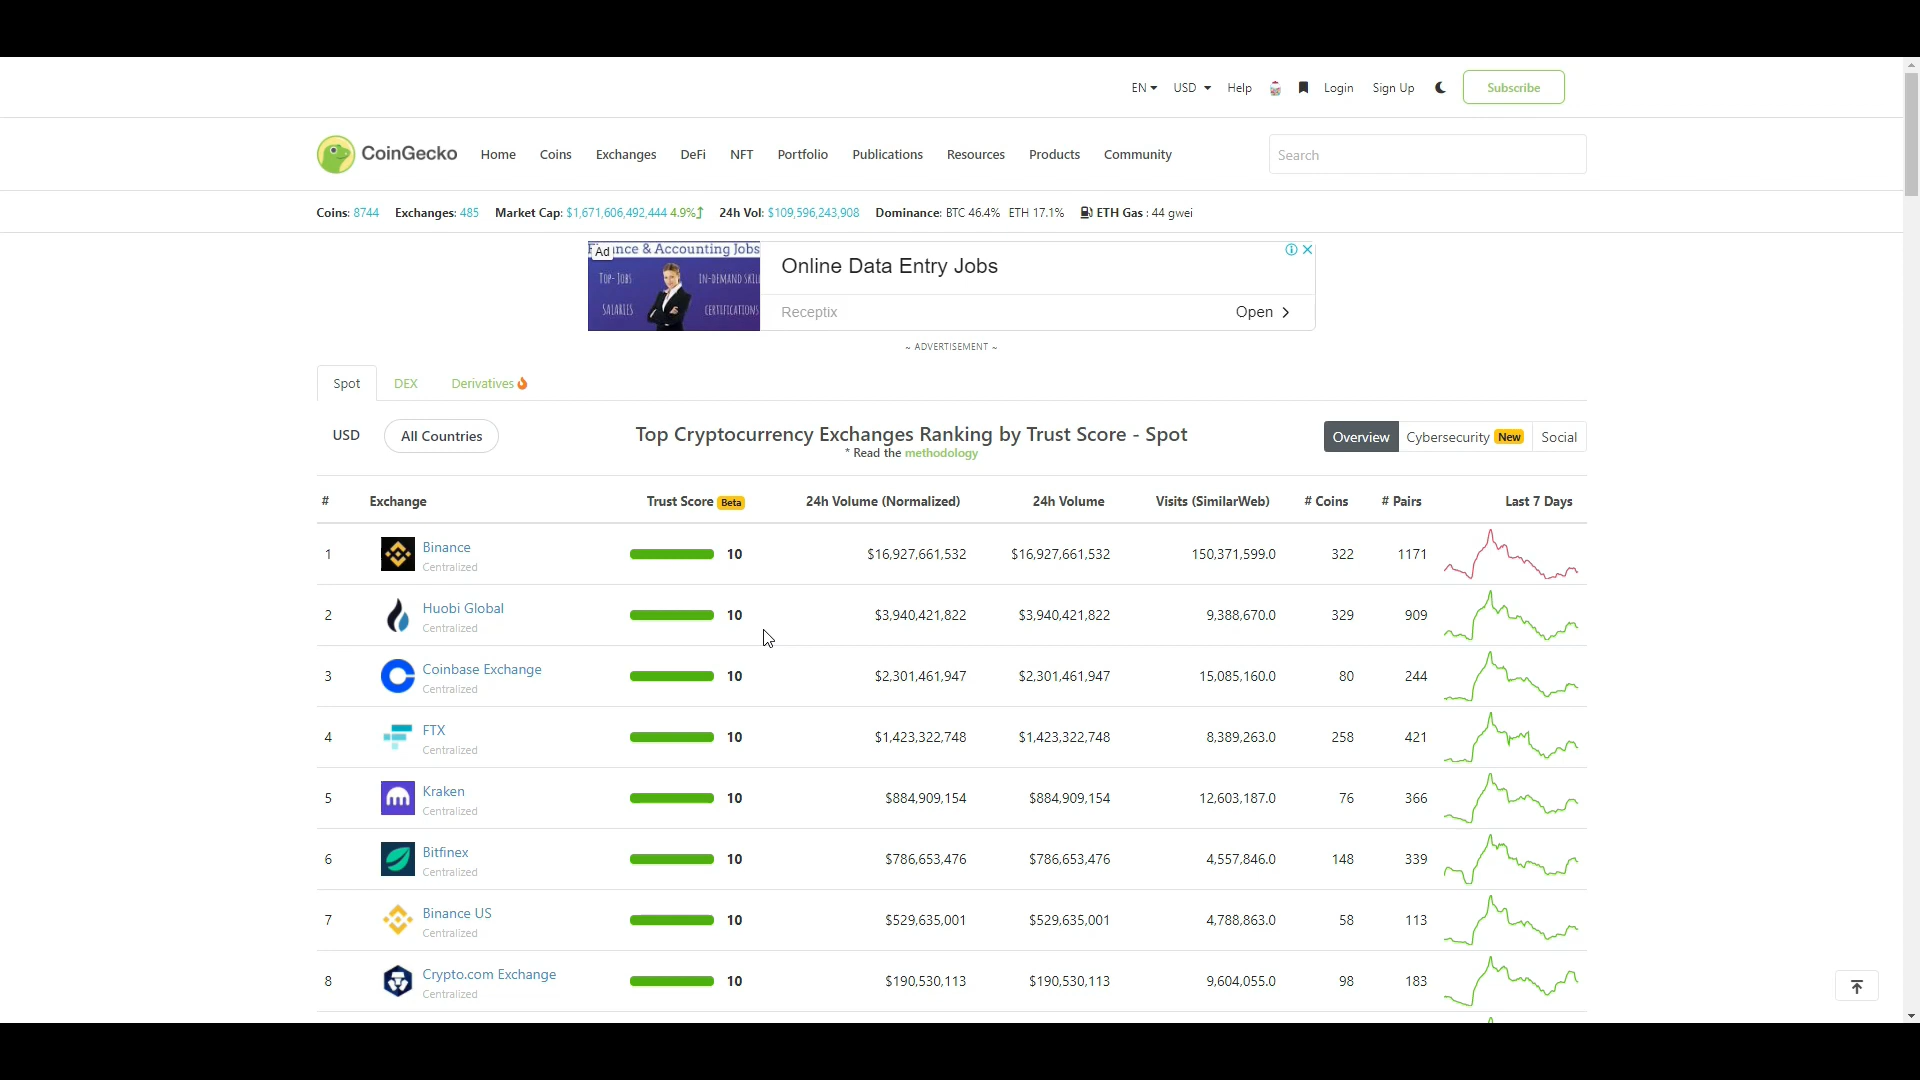 EN USD Help Login Sign Up Subscribe
CoinGecko Home Coins Exchanges DeFi NFT Portfolio Publications Resources Products Community Search
Coins: 8744 Exchanges: 485 Market Cap: $1,671,606,492,444 4.9% 24h Vol: $109,596,243,908 Dominance: BTC 46.4% ETH 17.1% ETH Gas : 44 gwei
& Accounting Jobs
Ad
Online Data Entry Jobs
TOP-JOBS
SALARIES
IN-DEMAND
CERTIFICATIONS
Receptix Open
~ ADVERTISEMENT ~
Spot DEX Derivatives
USD All Countries Top Cryptocurrency Exchanges Ranking by Trust Score - Spot Overview Cybersecurity New Social
* Read the methodology
# Exchange Trust Score Beta 24h Volume (Normalized) 24h Volume Visits (SimilarWeb) # Coins # Pairs Last 7 Days
1 Binance 10 $16,927,661,532 $16,927,661,532 150,371,599.0 322 1171
Centralized
2 Huobi Global 10 $3,940,421,822 $3,940,421,822 9,388,670.0 329 909
Centralized
3 Coinbase Exchange 10 $2,301,461,947 $2,301,461,947 15,085,160.0 80 244
Centralized
4 FTX 10 $1,423,322,748 $1,423,322,748 8,389,263.0 258 421
Centralized
5 Kraken 10 $884,909,154 $884,909,154 12,603,187.0 76 366
Centralized
6 Bitfinex 10 $786,653,476 $786,653,476 4,557,846.0 148 339
Centralized
7 Binance US 10 $529,635,001 $529,635,001 4,788,863.0 58 113
Centralized
8 Crypto.com Exchange 10 $190,530,113 $190,530,113 9,604,055.0 98 183
Centralized